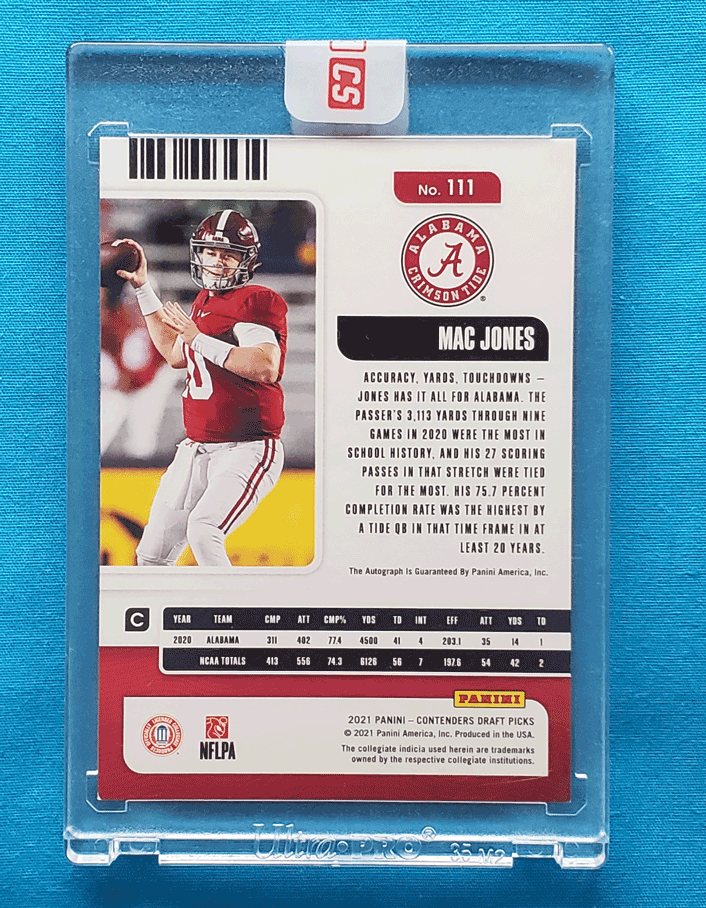 CS
No. 111
ALABAMA
A
CRIMSON TIDE
®
MAC JONES
ACCURACY, YARDS, TOUCHDOWNS –
JONES HAS IT ALL FOR ALABAMA. THE
PASSER'S 3,113 YARDS THROUGH NINE
GAMES IN 2020 WERE THE MOST IN
SCHOOL HISTORY, AND HIS 27 SCORING
PASSES IN THAT STRETCH WERE TIED
FOR THE MOST. HIS 75.7 PERCENT
COMPLETION RATE WAS THE HIGHEST BY
A TIDE QB IN THAT TIME FRAME IN AT
LEAST 20 YEARS.
The Autograph Is Guaranteed By Panini America, Inc.
C
YEAR TEAM CMP ATT CMP% YDS TD INT EFF ATT YDS TD
2020 ALABAMA 311 402 77.4 4500 41 4 203.1 35 14 1
NCAA TOTALS 413 556 74.3 6126 56 7 197.6 54 42 2
PANINI
2021 PANINI – CONTENDERS DRAFT PICKS
© 2021 Panini America, Inc. Produced in the USA.
The collegiate indicia used herein are trademarks
owned by the respective collegiate institutions.
NFLPA
Ultra·PRO®
35 M2